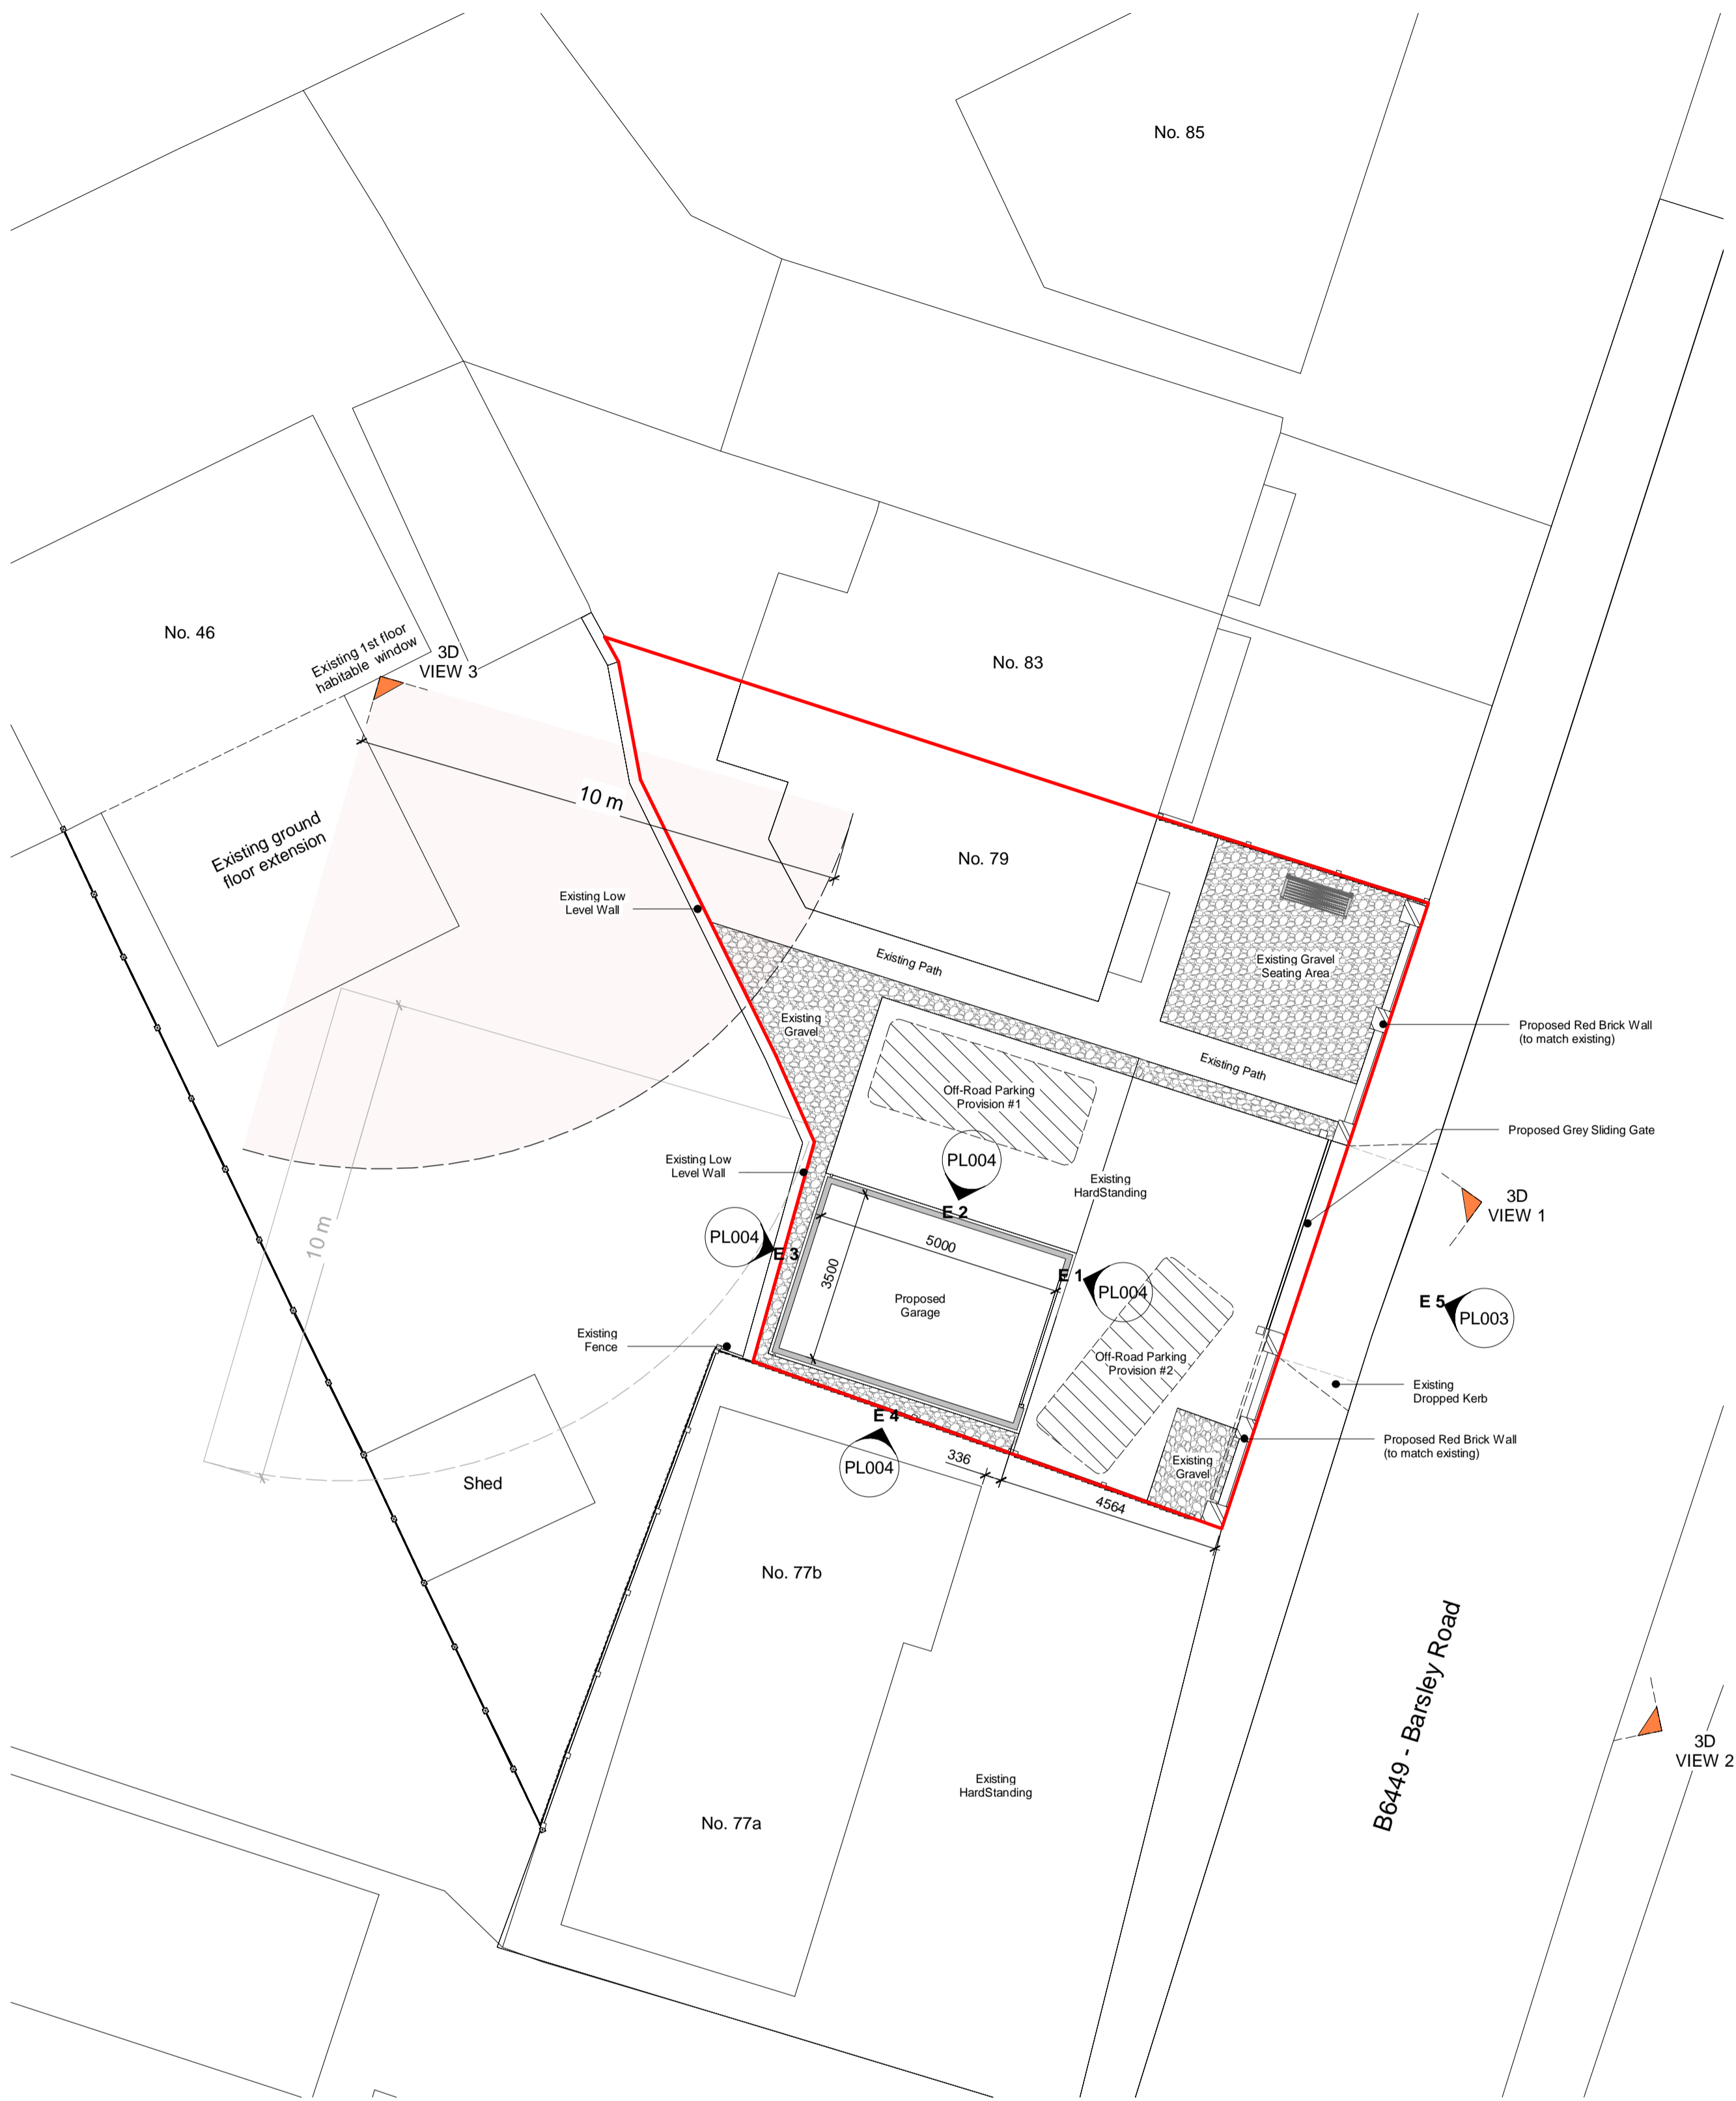 No. 85
No. 46
Existing 1st floor
habitable window
3D
VIEW 3
No. 83
10 m
Existing ground
floor extension
No. 79
Existing Low
Level Wall
Existing Path
Existing Gravel
Seating Area
Existing
Gravel
Proposed Red Brick Wall
(to match existing)
Existing Path
Off-Road Parking
Provision #1
Proposed Grey Sliding Gate
Existing Low
Level Wall
PL004
E 2
Existing
HardStanding
3D
VIEW 1
PL004
E 3
10 m
5000
3500
E 1
PL004
Proposed
Garage
E 5
PL003
Existing
Fence
Off-Road Parking
Provision #2
Existing
Dropped Kerb
E 4
PL004
336
Proposed Red Brick Wall
(to match existing)
Existing
Gravel
4564
Shed
No. 77b
B6449 - Barsley Road
3D
VIEW 2
Existing
HardStanding
No. 77a